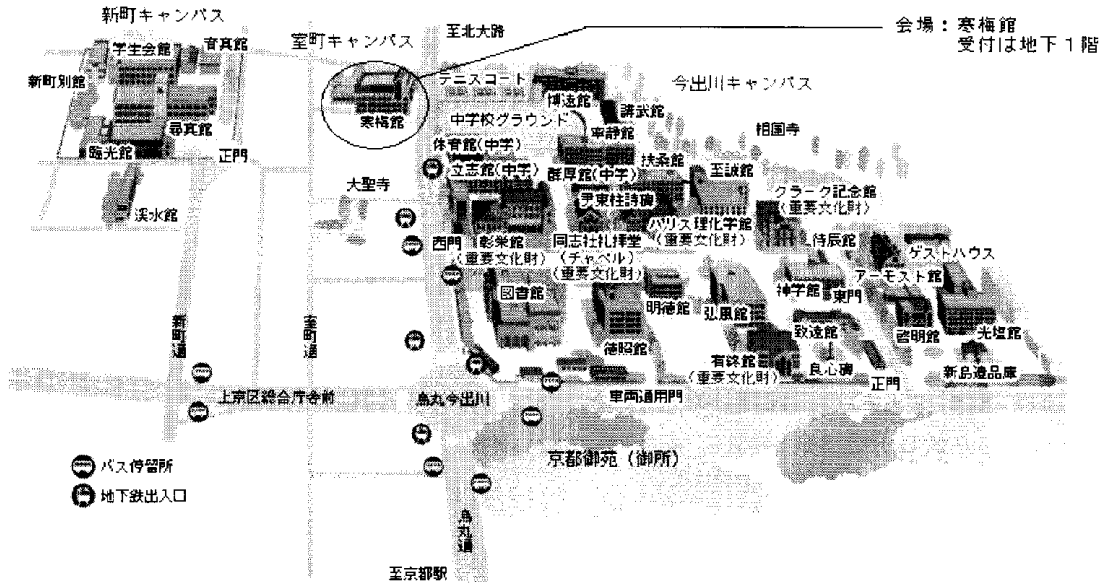 新町キャンパス
学生会館
育真館
新町別館
尋真館
臨光館
正門
渓水館
室町キャンパス
至北大路
会場：寒梅館
受付は地下１階
寒梅館
テニスコート
今出川キャンパス
博遠館
講武館
中学校グラウンド
寧静館
相国寺
体育館(中学)
扶桑館
立志館(中学)
群厚館(中学)
至誠館
大聖寺
尹東柱詩碑
クラーク記念館
(重要文化財)
ハリス理化学館
(重要文化財)
西門
彰栄館
(重要文化財)
同志社礼拝堂
(チャペル)
(重要文化財)
待辰館
ゲストハウス
アーモスト館
図書館
明徳館
神学館
東門
弘風館
致遠館
啓明館
光塩館
徳照館
有終館
(重要文化財)
良心碑
正門
新島遺品庫
新町通
室町通
上京区総合庁舎前
烏丸今出川
車両通用門
京都御苑（御所）
バス停留所
地下鉄出入口
烏丸通
至京都駅